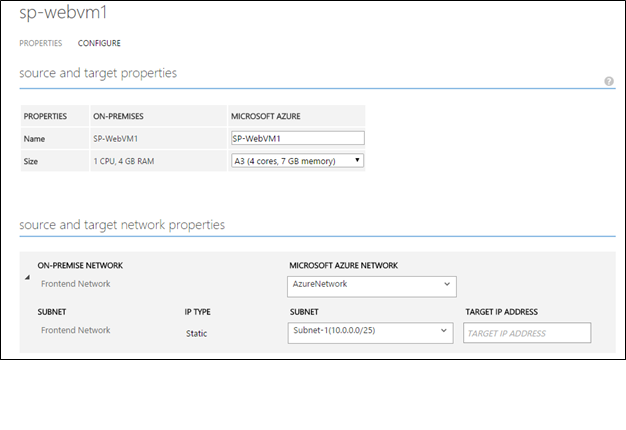 sp-webvm1
PROPERTIES CONFIGURE
source and target properties
?
PROPERTIES ON-PREMISES MICROSOFT AZURE
Name SP-WebVM1 SP-WebVM1
Size 1 CPU, 4 GB RAM A3 (4 cores, 7 GB memory)
source and target network properties
ON-PREMISE NETWORK MICROSOFT AZURE NETWORK
Frontend Network AzureNetwork
SUBNET IP TYPE SUBNET TARGET IP ADDRESS
Frontend Network Static Subnet-1(10.0.0.0/25) TARGET IP ADDRESS